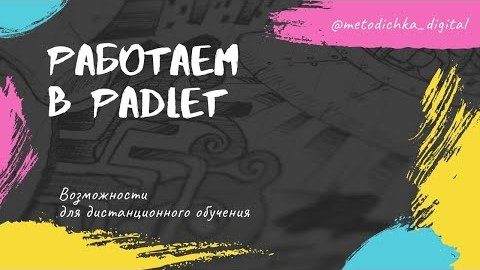 @metodichka_digital
РАБОТАЕМ
В PADLET
Возможности
для дистанционного обучения